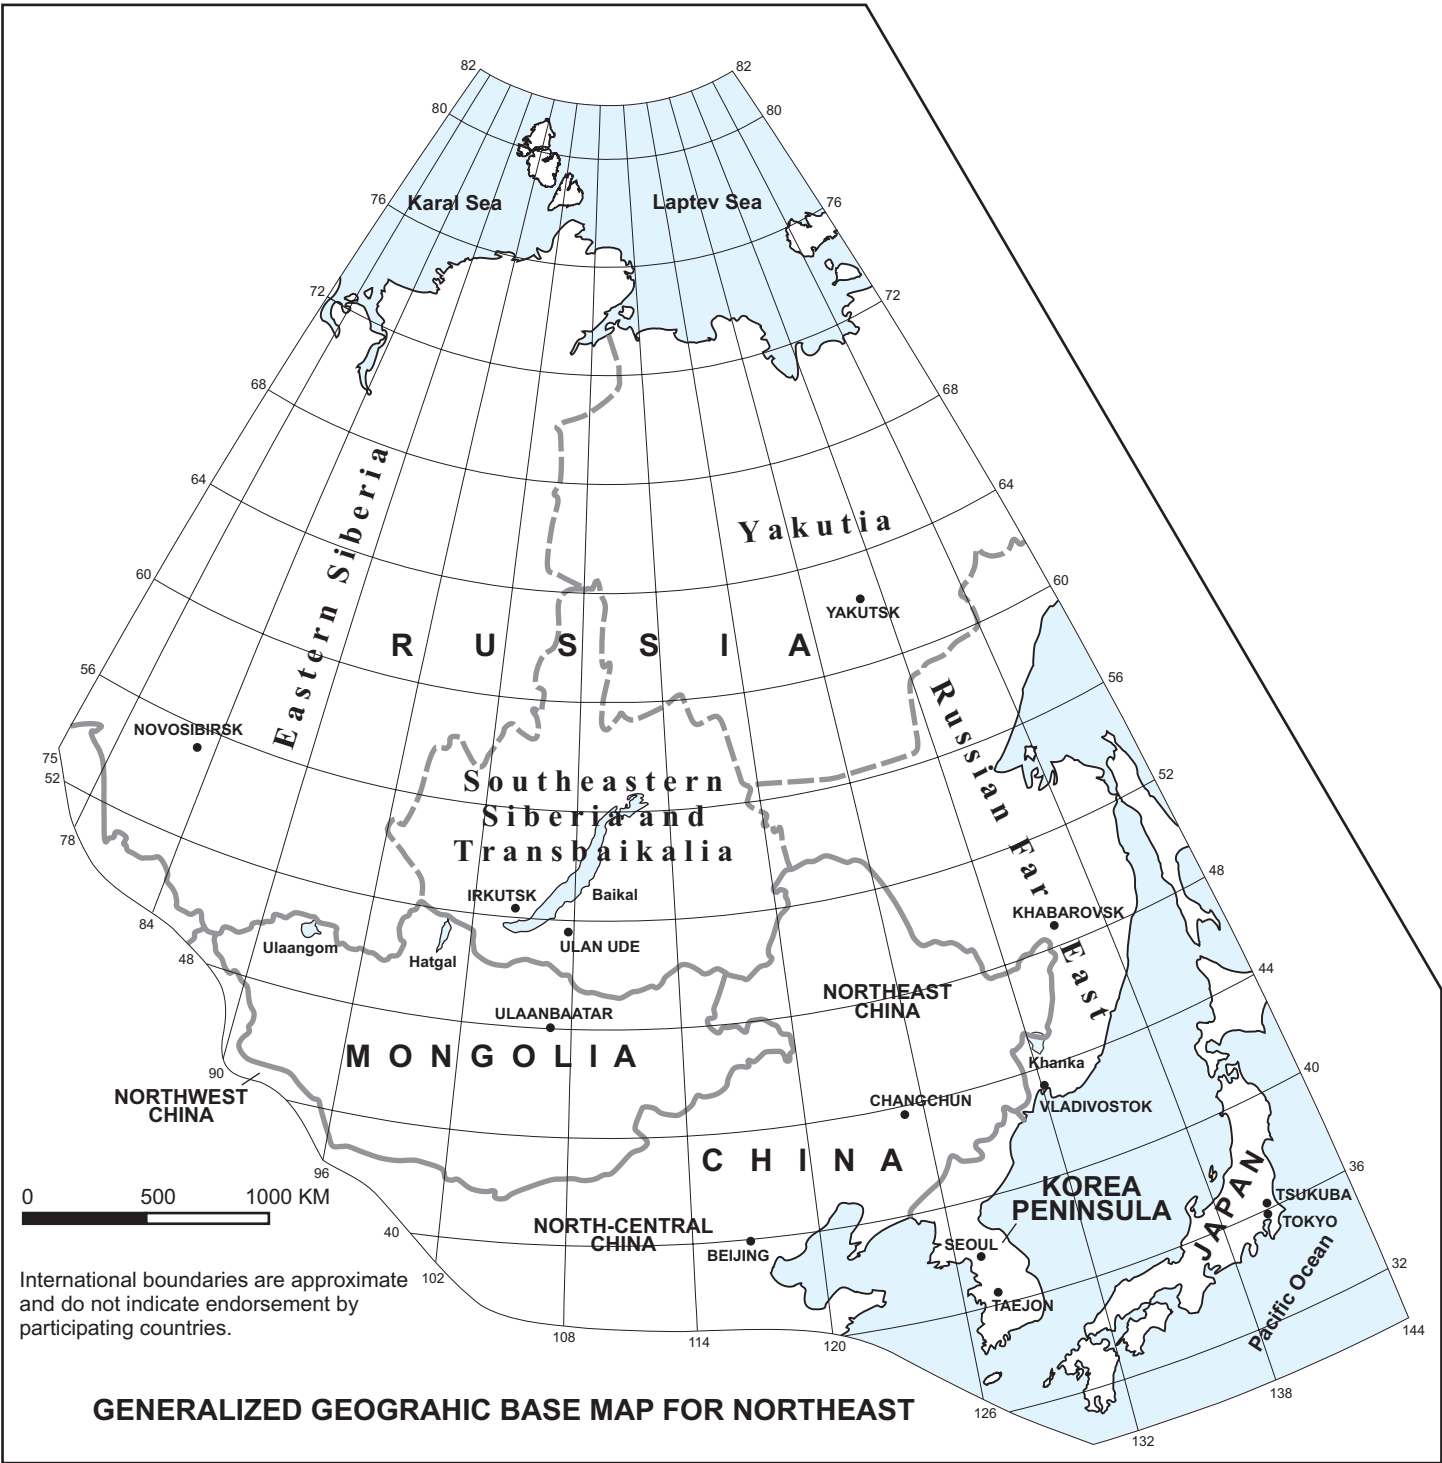 82
82
80
80
76
Karal Sea
Laptev Sea
76
72
72
68
68
64
64
Eastern Siberia
Yakutia
60
60
YAKUTSK
R U S S I A
56
56
Russian Far East
NOVOSIBIRSK
75
52
52
Southeastern
Siberia and
Transbaikalia
78
48
IRKUTSK
Baikal
84
KHABAROVSK
Ulaangom
Hatgal
ULAN UDE
48
44
NORTHEAST
CHINA
ULAANBAATAR
MONGOLIA
Khanka
90
40
NORTHWEST
CHINA
CHANGCHUN
VLADIVOSTOK
CHINA
96
36
0 500 1000 KM
KOREA
PENINSULA
JAPAN
TSUKUBA
TOKYO
NORTH-CENTRAL
CHINA
40
BEIJING
SEOUL
Pacific Ocean
32
International boundaries are approximate
and do not indicate endorsement by
participating countries.
102
TAEJON
108
114
120
144
138
126
132
GENERALIZED GEOGRAHIC BASE MAP FOR NORTHEAST